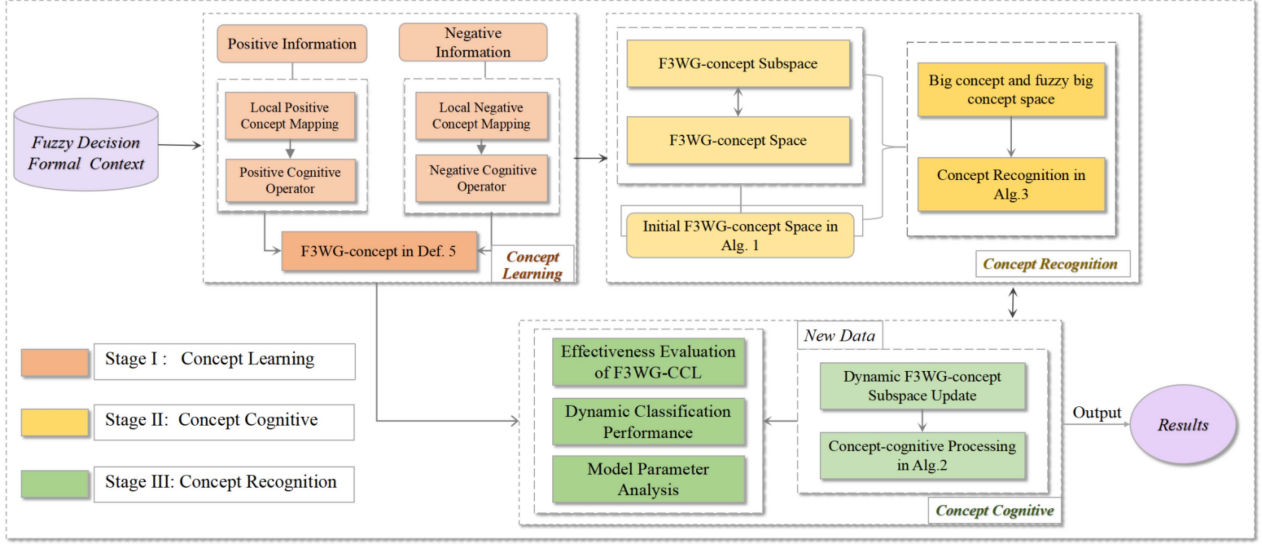 Fuzzy Decision
Formal Context
Positive Information
Negative
Information
Local Positive
Concept Mapping
Positive Cognitive
Operator
Local Negative
Concept Mapping
Negative Cognitive
Operator
F3WG-concept in Def. 5
Concept
Learning
F3WG-concept Subspace
F3WG-concept Space
Initial F3WG-concept Space in
Alg. 1
Big concept and fuzzy big
concept space
Concept Recognition in
Alg.3
Concept Recognition
Stage I : Concept Learning
Stage II: Concept Cognitive
Stage III: Concept Recognition
Effectiveness Evaluation
of F3WG-CCL
Dynamic Classification
Performance
Model Parameter
Analysis
New Data
Dynamic F3WG-concept
Subspace Update
Concept-cognitive Processing
in Alg.2
Concept Cognitive
Output
Results